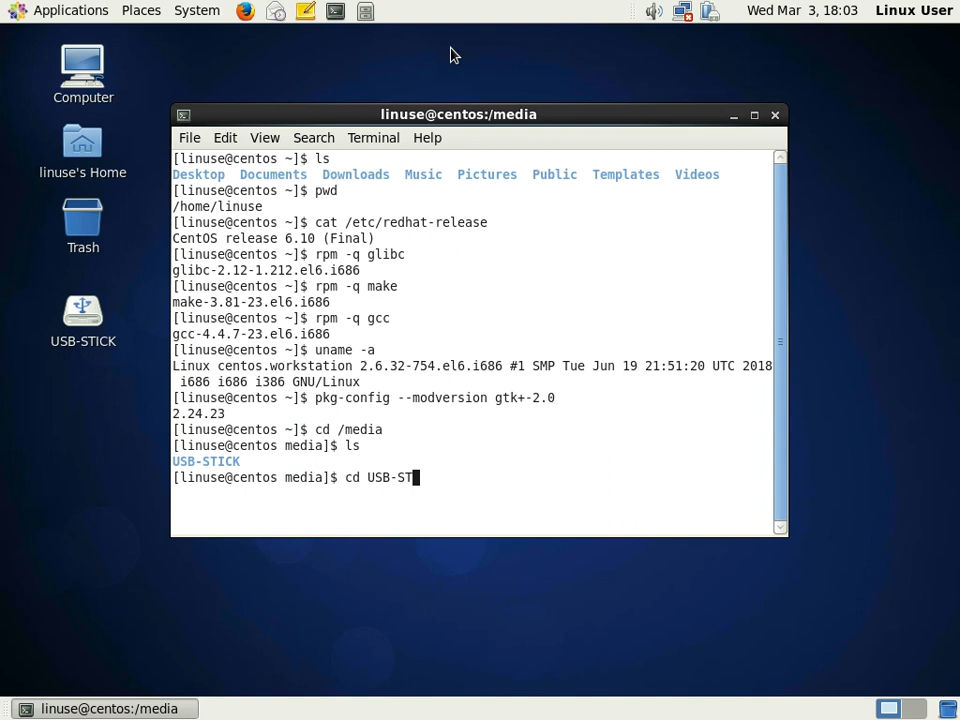 Applications Places System Wed Mar 3, 18:03 Linux User
Computer
linuse's Home
Trash
USB-STICK
linuse@centos:/media
File Edit View Search Terminal Help
[linuse@centos ~]$ ls
Desktop Documents Downloads Music Pictures Public Templates Videos
[linuse@centos ~]$ pwd
/home/linuse
[linuse@centos ~]$ cat /etc/redhat-release
CentOS release 6.10 (Final)
[linuse@centos ~]$ rpm -q glibc
glibc-2.12-1.212.el6.i686
[linuse@centos ~]$ rpm -q make
make-3.81-23.el6.i686
[linuse@centos ~]$ rpm -q gcc
gcc-4.4.7-23.el6.i686
[linuse@centos ~]$ uname -a
Linux centos.workstation 2.6.32-754.el6.i686 #1 SMP Tue Jun 19 21:51:20 UTC 2018
i686 i686 i386 GNU/Linux
[linuse@centos ~]$ pkg-config --modversion gtk+-2.0
2.24.23
[linuse@centos ~]$ cd /media
[linuse@centos media]$ ls
USB-STICK
[linuse@centos media]$ cd USB-ST
linuse@centos:/media